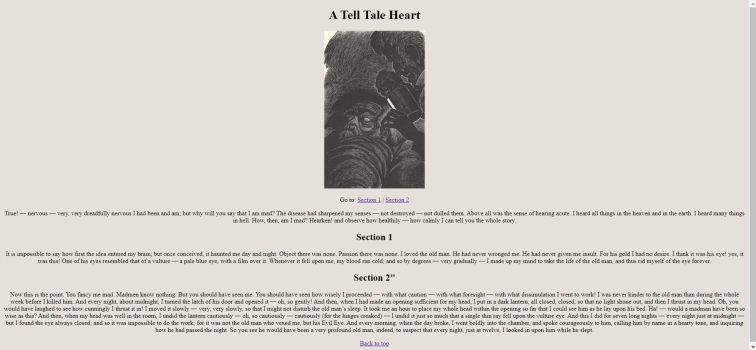 A Tell Tale Heart
Go to: Section 1 | Section 2
True! — nervous — very, very dreadfully nervous I had been and am; but why will you say that I am mad? The disease had sharpened my senses — not destroyed — not dulled them. Above all was the sense of hearing acute. I heard all things in the heaven and in the earth. I heard many things
in hell. How, then, am I mad? Hearken! and observe how healthily — how calmly I can tell you the whole story.
Section 1
It is impossible to say how first the idea entered my brain; but once conceived, it haunted me day and night. Object there was none. Passion there was none. I loved the old man. He had never wronged me. He had never given me insult. For his gold I had no desire. I think it was his eye! yes, it
was this! One of his eyes resembled that of a vulture — a pale blue eye, with a film over it. Whenever it fell upon me, my blood ran cold; and so by degrees — very gradually — I made up my mind to take the life of the old man, and thus rid myself of the eye forever.
Section 2"
Now this is the point. You fancy me mad. Madmen know nothing. But you should have seen me. You should have seen how wisely I proceeded — with what caution — with what foresight — with what dissimulation I went to work! I was never kinder to the old man than during the whole
week before I killed him. And every night, about midnight, I turned the latch of his door and opened it — oh, so gently! And then, when I had made an opening sufficient for my head, I put in a dark lantern, all closed, closed, so that no light shone out, and then I thrust in my head. Oh, you
would have laughed to see how cunningly I thrust it in! I moved it slowly — very, very slowly, so that I might not disturb the old man's sleep. It took me an hour to place my whole head within the opening so far that I could see him as he lay upon his bed. Ha! — would a madman have been so
wise as this? And then, when my head was well in the room, I undid the lantern cautiously — oh, so cautiously — cautiously (for the hinges creaked) — I undid it just so much that a single thin ray fell upon the vulture eye. And this I did for seven long nights — every night just at midnight —
but I found the eye always closed; and so it was impossible to do the work; for it was not the old man who vexed me, but his Evil Eye. And every morning, when the day broke, I went boldly into the chamber, and spoke courageously to him, calling him by name in a hearty tone, and inquiring
how he had passed the night. So you see he would have been a very profound old man, indeed, to suspect that every night, just at twelve, I looked in upon him while he slept.
Back to top